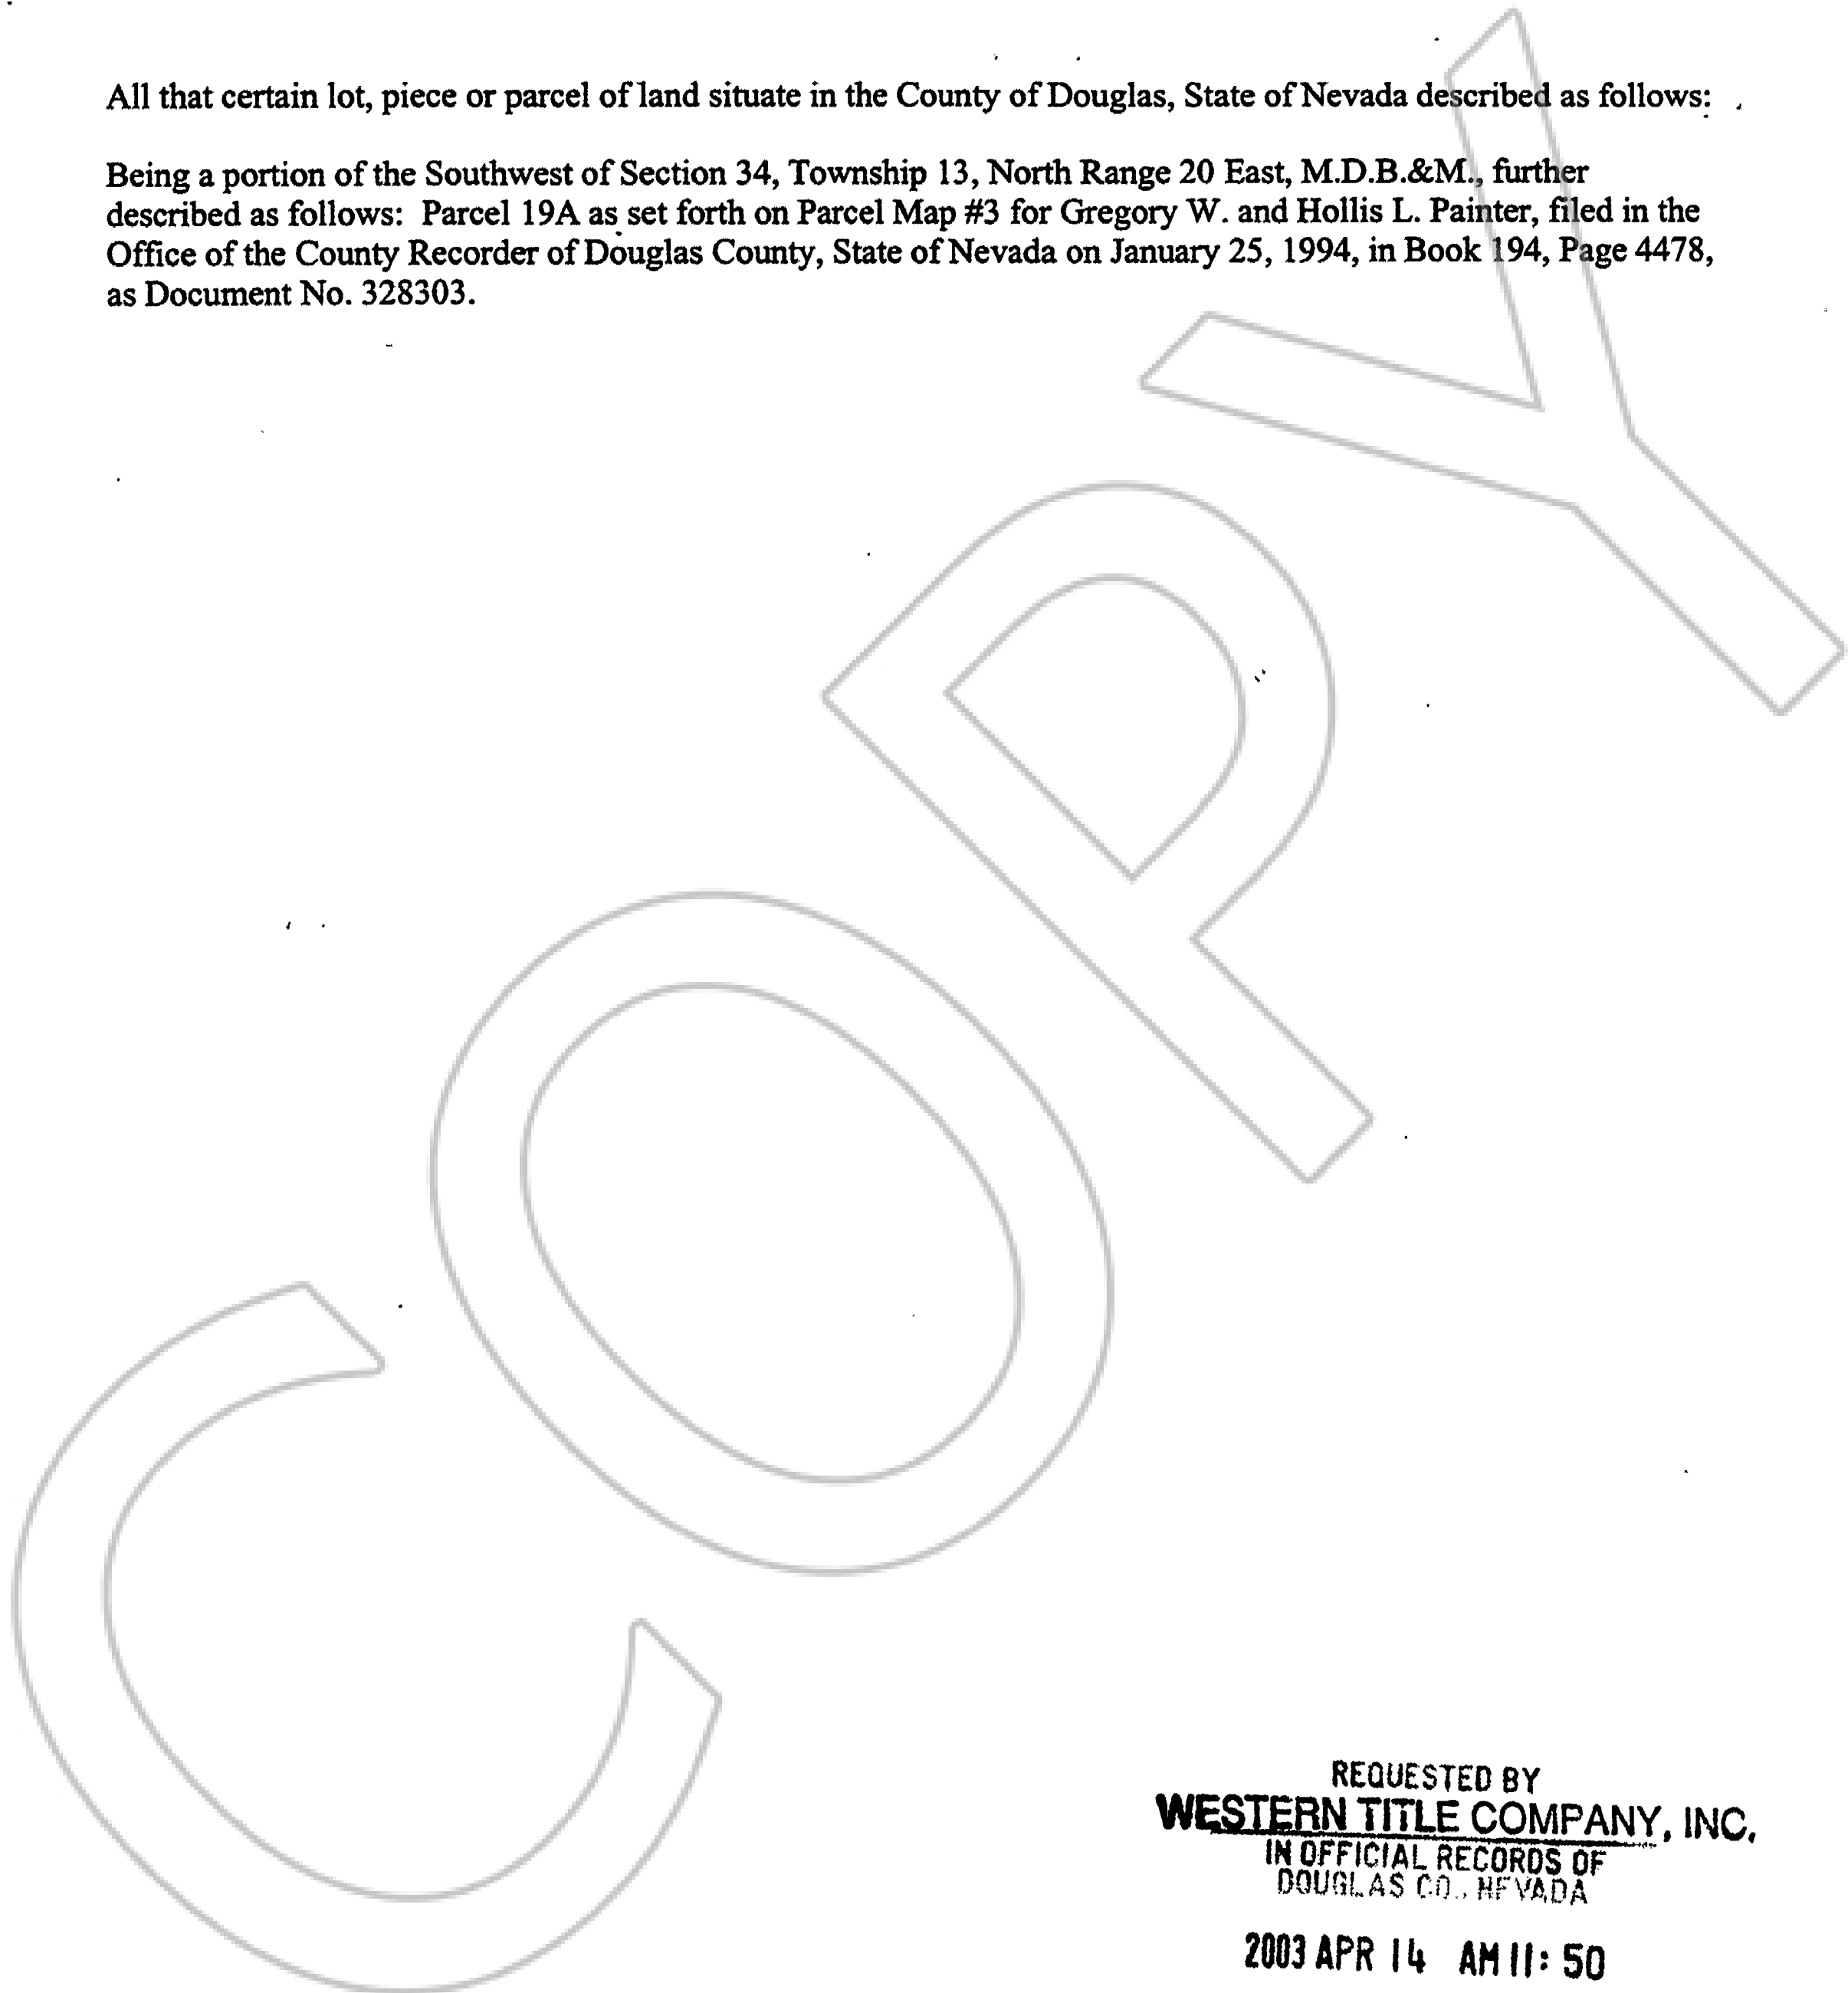 All that certain lot, piece or parcel of land situate in the County of Douglas, State of Nevada described as follows:
Being a portion of the Southwest of Section 34, Township 13, North Range 20 East, M.D.B.&M., further
described as follows: Parcel 19A as set forth on Parcel Map #3 for Gregory W. and Hollis L. Painter, filed in the
Office of the County Recorder of Douglas County, State of Nevada on January 25, 1994, in Book 194, Page 4478,
as Document No. 328303.
COPY
REQUESTED BY
WESTERN TITLE COMPANY, INC.
IN OFFICIAL RECORDS OF
DOUGLAS CO., NEVADA
2003 APR 14 AM 11: 50